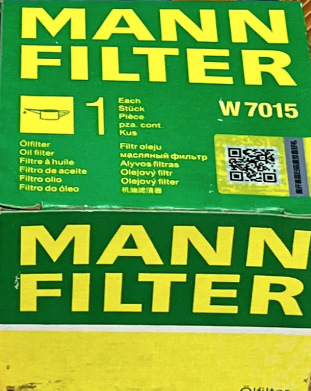 MANN
FILTER
1
Each
Stück
Pièce
pza. cont.
Kus
W 7015
Ölfilter
Oil filter
Filtre à huile
Filtro de aceite
Filtro olio
Filtro do óleo
Filtr oleju
масляный фильтр
Alyvos filtras
Olejový filtr
Olejový filter
机油滤清器
MANN
FILTER
Ölfilter